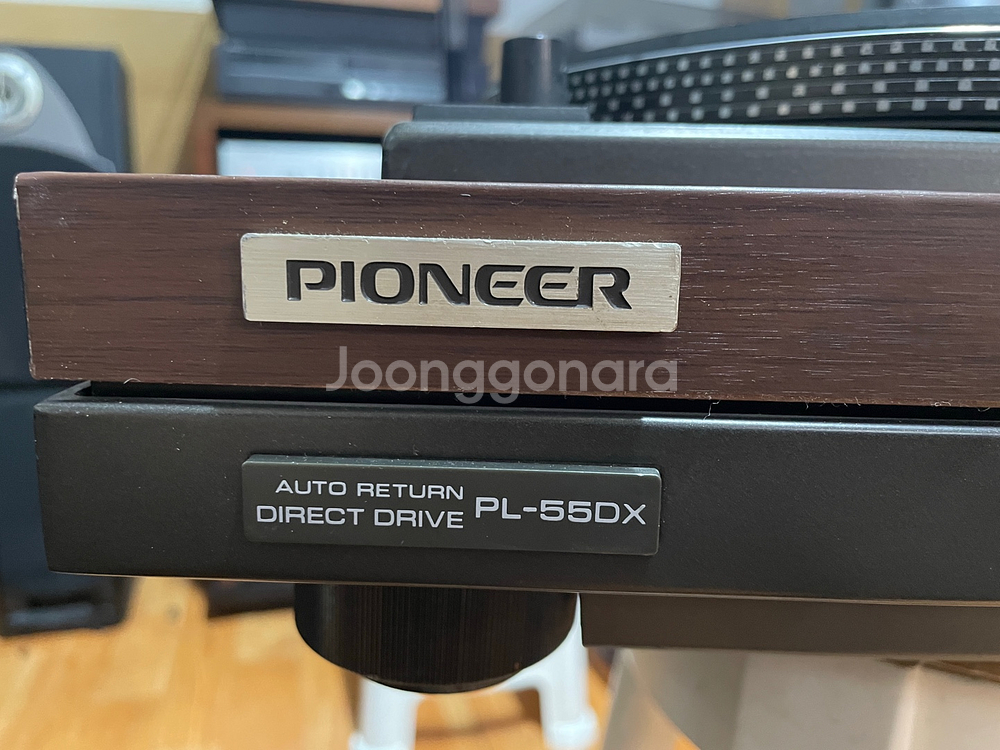 PIONEER
Joonggonara
AUTO RETURN
DIRECT DRIVE PL-55DX